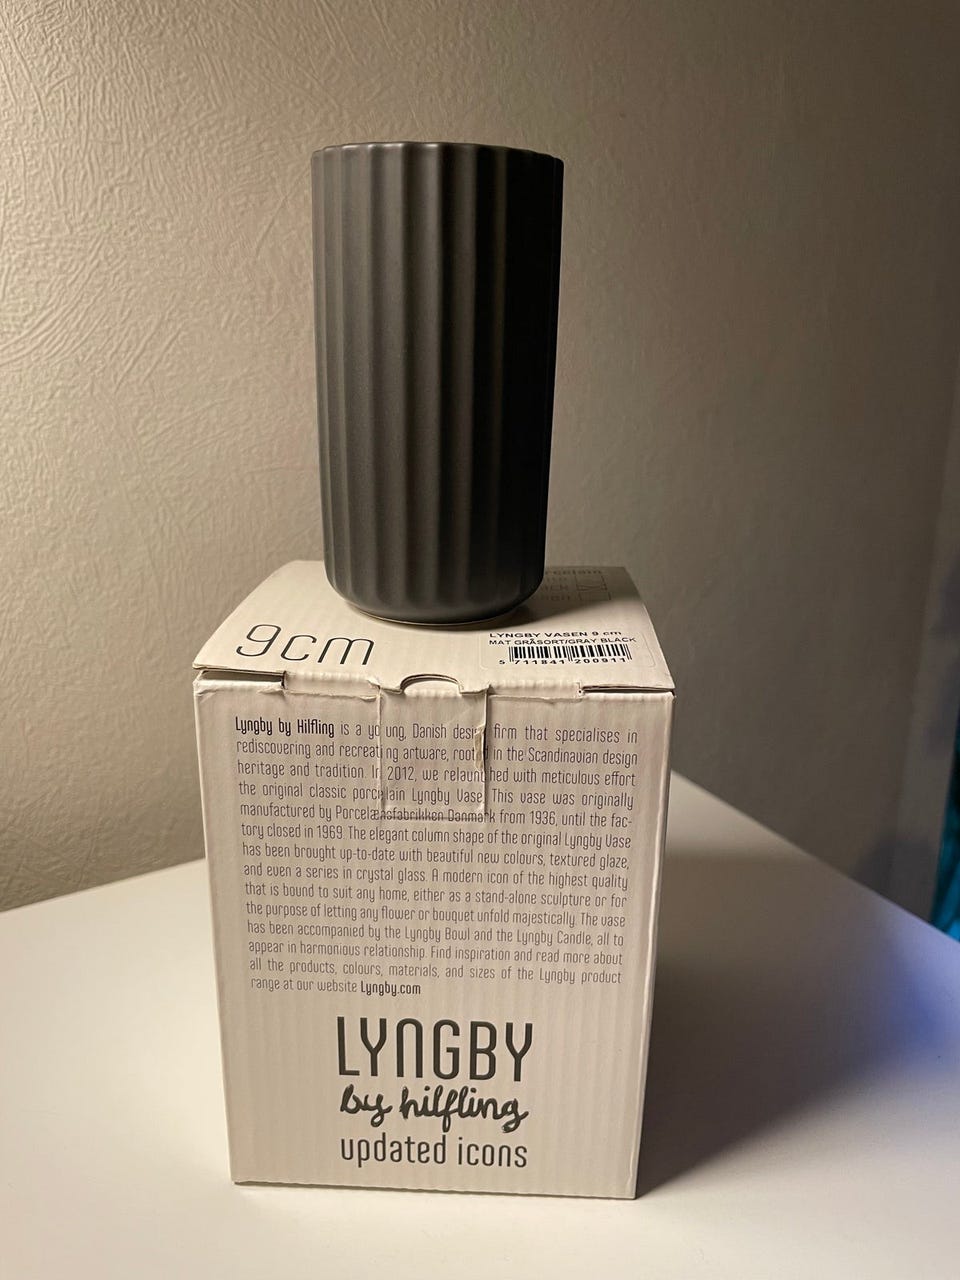 rcelain
9cm
LYNGBY VASEN 9 cm
MAT GRÅSORT/GRAY BLACK
5 711841 200911
Lyngby by Hilfling is a young, Danish design firm that specialises in
rediscovering and recreating artware, rooted in the Scandinavian design
heritage and tradition. In 2012, we relaunched with meticulous effort
the original classic porcelain Lyngby Vase. This vase was originally
manufactured by Porcelænsfabrikken Danmark from 1936, until the fac-
tory closed in 1969. The elegant column shape of the original Lyngby Vase
has been brought up-to-date with beautiful new colours, textured glaze,
and even a series in crystal glass. A modern icon of the highest quality
that is bound to suit any home, either as a stand-alone sculpture or for
the purpose of letting any flower or bouquet unfold majestically. The vase
has been accompanied by the Lyngby Bowl and the Lyngby Candle, all to
appear in harmonious relationship. Find inspiration and read more about
all the products, colours, materials, and sizes of the Lyngby product
range at our website Lyngby.com
LYNGBY
by hilfling
updated icons